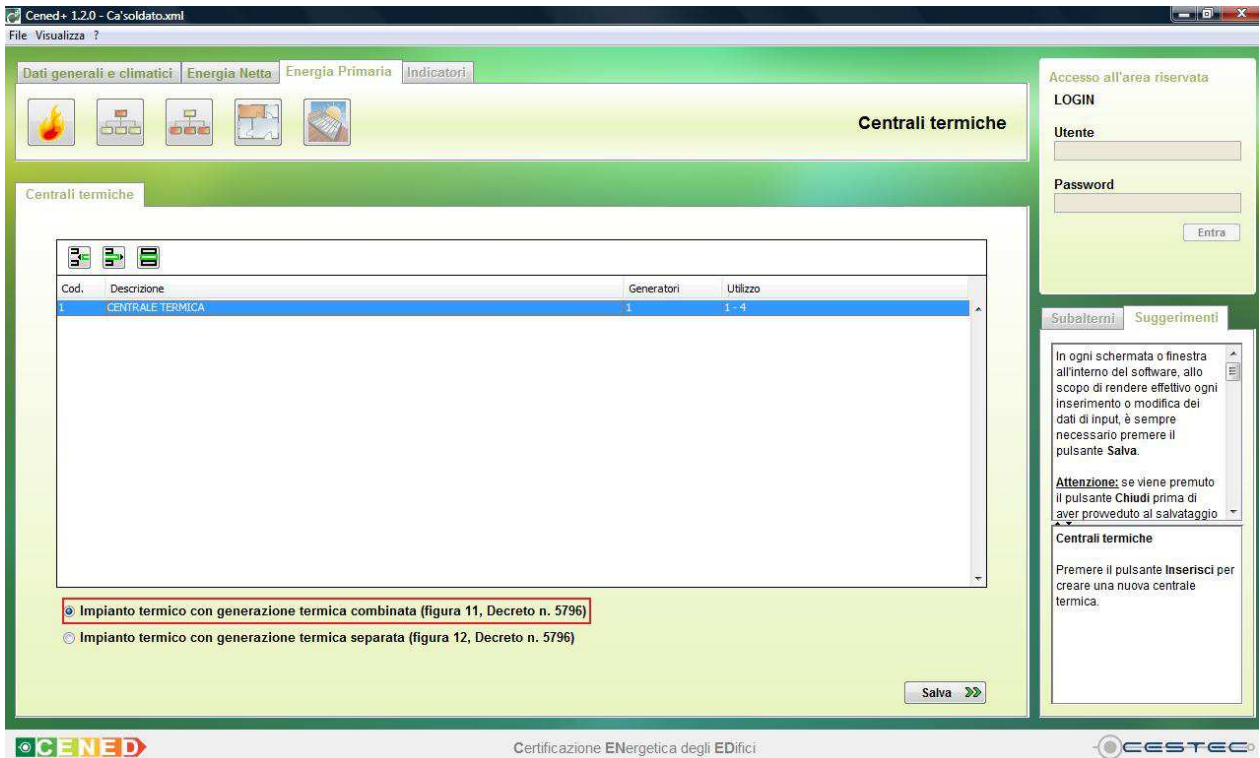 Cened+ 1.2.0 - Ca'soldato.xml
File Visualizza ?
Dati generali e climatici Energia Netta Energia Primaria Indicatori
Centrali termiche
Centrali termiche
Cod. Descrizione Generatori Utilizzo
1 CENTRALE TERMICA 1 1 - 4
Impianto termico con generazione termica combinata (figura 11, Decreto n. 5796)
Impianto termico con generazione termica separata (figura 12, Decreto n. 5796)
Salva
Accesso all'area riservata
LOGIN
Utente
Password
Entra
Subalterni Suggerimenti
In ogni schermata o finestra
all'interno del software, allo
scopo di rendere effettivo ogni
inserimento o modifica dei
dati di input, è sempre
necessario premere il
pulsante Salva.
Attenzione: se viene premuto
il pulsante Chiudi prima di
aver provveduto al salvataggio
Centrali termiche
Premere il pulsante Inserisci per
creare una nuova centrale
termica.
CENED
Certificazione ENergetica degli EDifici
CESTEC